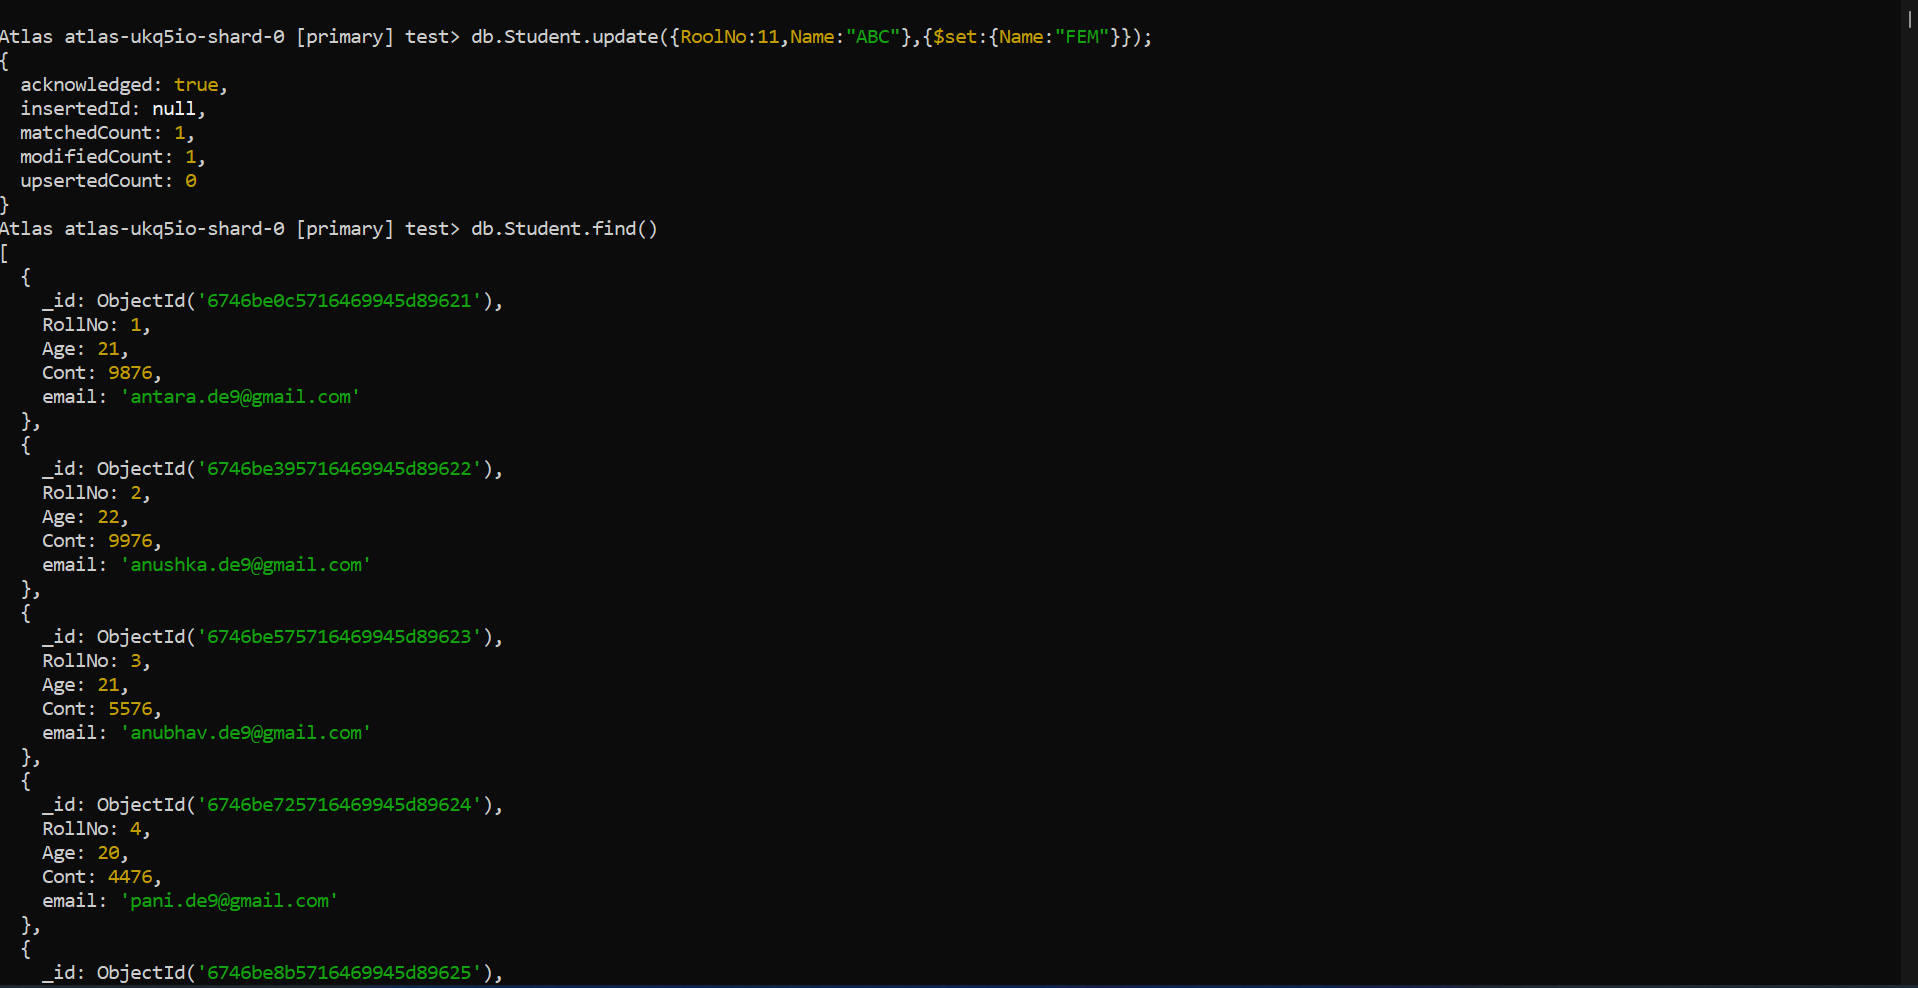 Atlas atlas-ukq5io-shard-0 [primary] test> db.Student.update({RoolNo:11,Name:"ABC"},{$set:{Name:"FEM"}});
{
  acknowledged: true,
  insertedId: null,
  matchedCount: 1,
  modifiedCount: 1,
  upsertedCount: 0
}
Atlas atlas-ukq5io-shard-0 [primary] test> db.Student.find()
[
  {
    _id: ObjectId('6746be0c5716469945d89621'),
    RollNo: 1,
    Age: 21,
    Cont: 9876,
    email: 'antara.de9@gmail.com'
  },
  {
    _id: ObjectId('6746be395716469945d89622'),
    RollNo: 2,
    Age: 22,
    Cont: 9976,
    email: 'anushka.de9@gmail.com'
  },
  {
    _id: ObjectId('6746be575716469945d89623'),
    RollNo: 3,
    Age: 21,
    Cont: 5576,
    email: 'anubhav.de9@gmail.com'
  },
  {
    _id: ObjectId('6746be725716469945d89624'),
    RollNo: 4,
    Age: 20,
    Cont: 4476,
    email: 'pani.de9@gmail.com'
  },
  {
    _id: ObjectId('6746be8b5716469945d89625'),